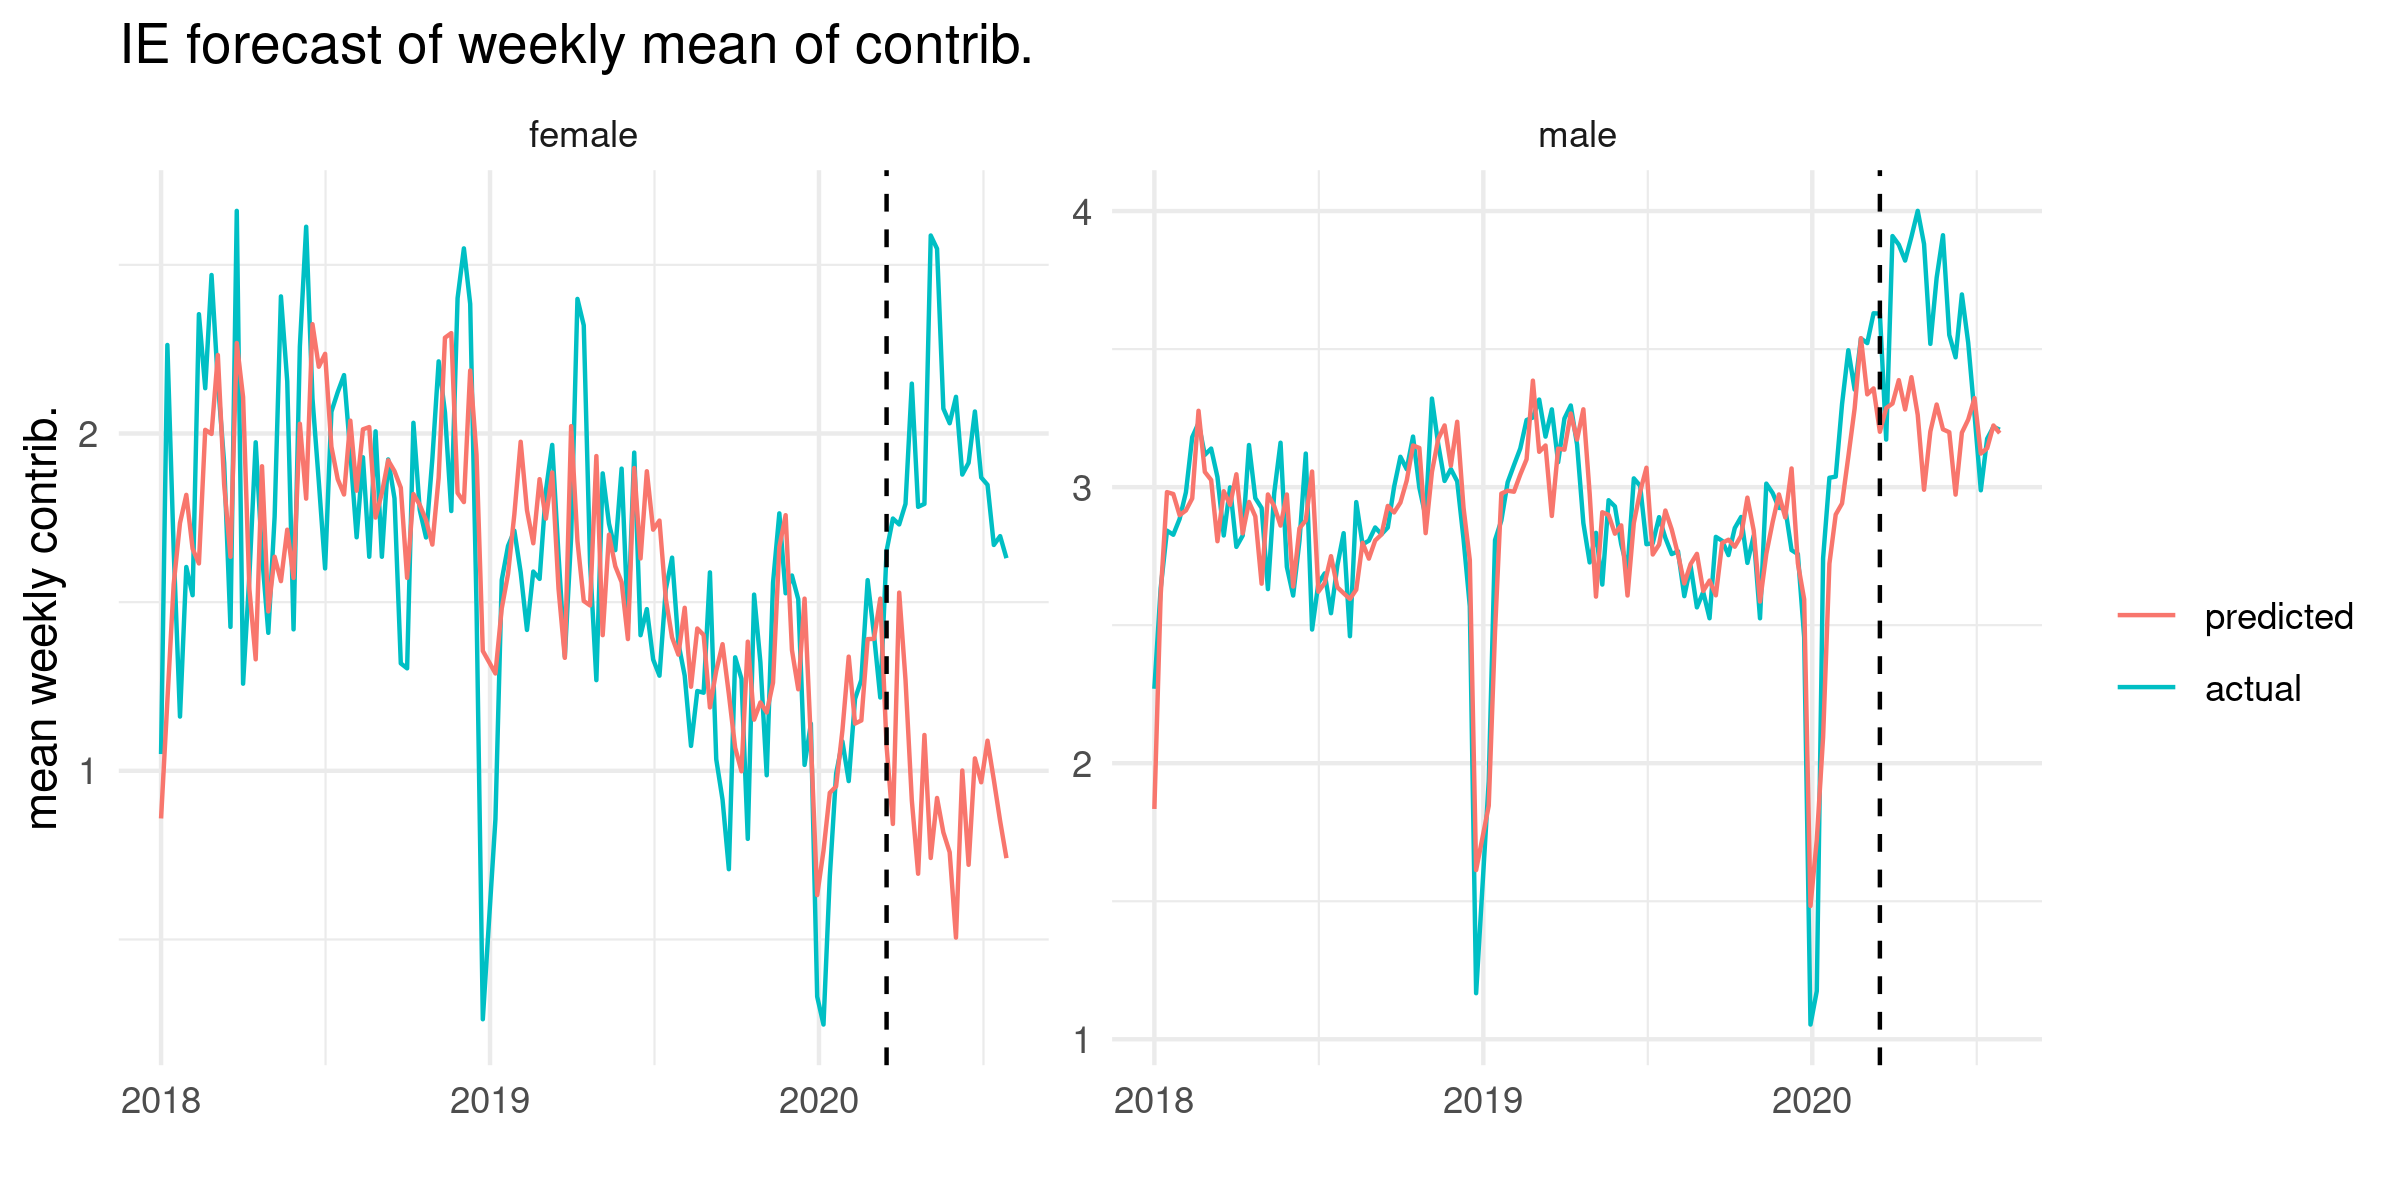 IE forecast of weekly mean of contrib.
female
male
mean weekly contrib.
2
1
4
3
2
1
2018
2019
2020
2018
2019
2020
predicted
actual